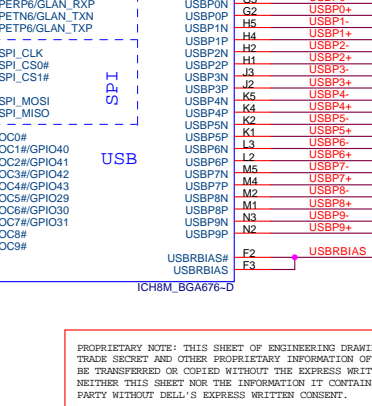 PERP6/GLAN_RXP
PETN6/GLAN_TXN
PETP6/GLAN_TXP
SPI_CLK
SPI_CS0#
SPI_CS1#
SPI_MOSI
SPI_MISO
SPI
OC0#
OC1#/GPIO40
OC2#/GPIO41
OC3#/GPIO42
OC4#/GPIO43
OC5#/GPIO29
OC6#/GPIO30
OC7#/GPIO31
OC8#
OC9#
USB
USBP0N G3
USBP0P G2 USBP0+
USBP1N H5 USBP1-
USBP1P H4 USBP1+
USBP2N H2 USBP2-
USBP2P H1 USBP2+
USBP3N J3 USBP3-
USBP3P J2 USBP3+
USBP4N K5 USBP4-
USBP4P K4 USBP4+
USBP5N K2 USBP5-
USBP5P K1 USBP5+
USBP6N L3 USBP6-
USBP6P L2 USBP6+
USBP7N M5 USBP7-
USBP7P M4 USBP7+
USBP8N M2 USBP8-
USBP8P M1 USBP8+
USBP9N N3 USBP9-
USBP9P N2 USBP9+
USBRBIAS# F2 USBRBIAS
USBRBIAS F3
ICH8M_BGA676~D
PROPRIETARY NOTE: THIS SHEET OF ENGINEERING DRAWI
TRADE SECRET AND OTHER PROPRIETARY INFORMATION OF
BE TRANSFERED OR COPIED WITHOUT THE EXPRESS WRIT
NEITHER THIS SHEET NOR THE INFORMATION IT CONTAIN
PARTY WITHOUT DELL'S EXPRESS WRITTEN CONSENT.